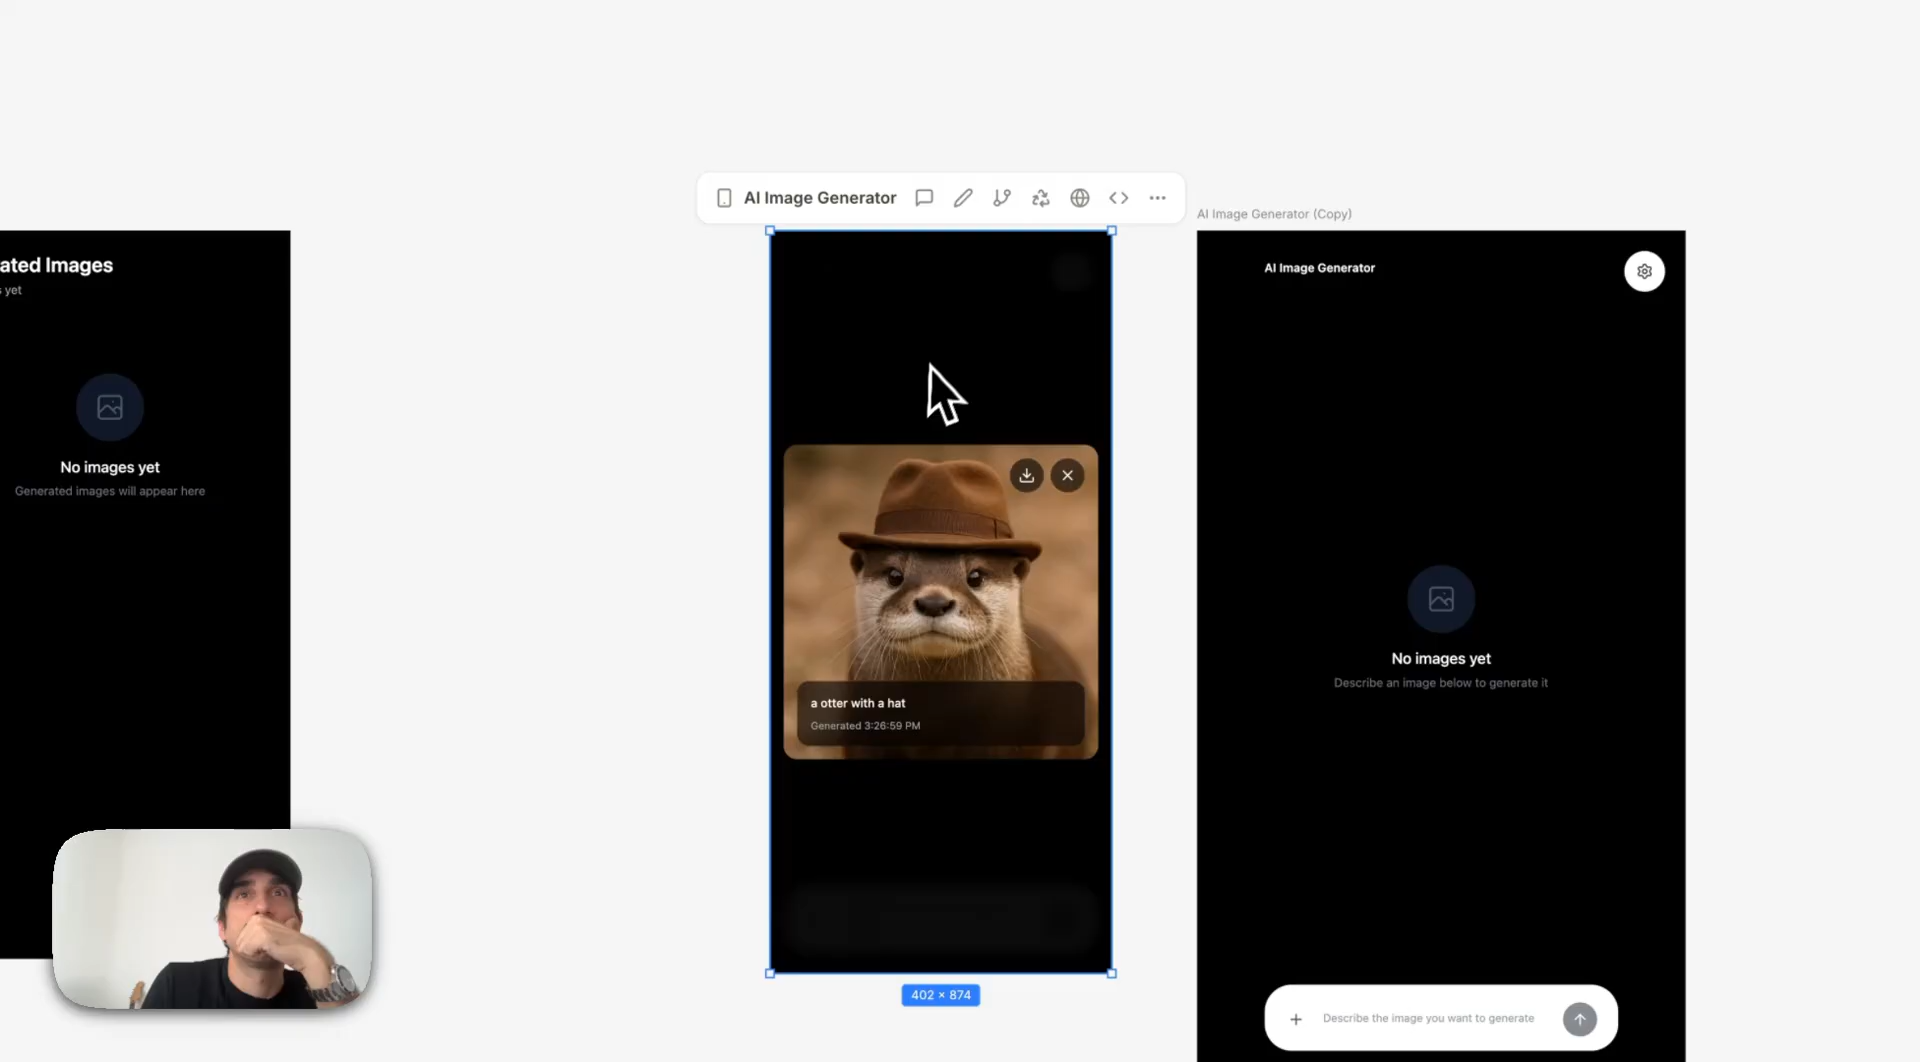 ated Images
s yet
No images yet
Generated images will appear here
AI Image Generator
a otter with a hat
Generated 3:26:59 PM
402 × 874
AI Image Generator (Copy)
AI Image Generator
No images yet
Describe an image below to generate it
Describe the image you want to generate